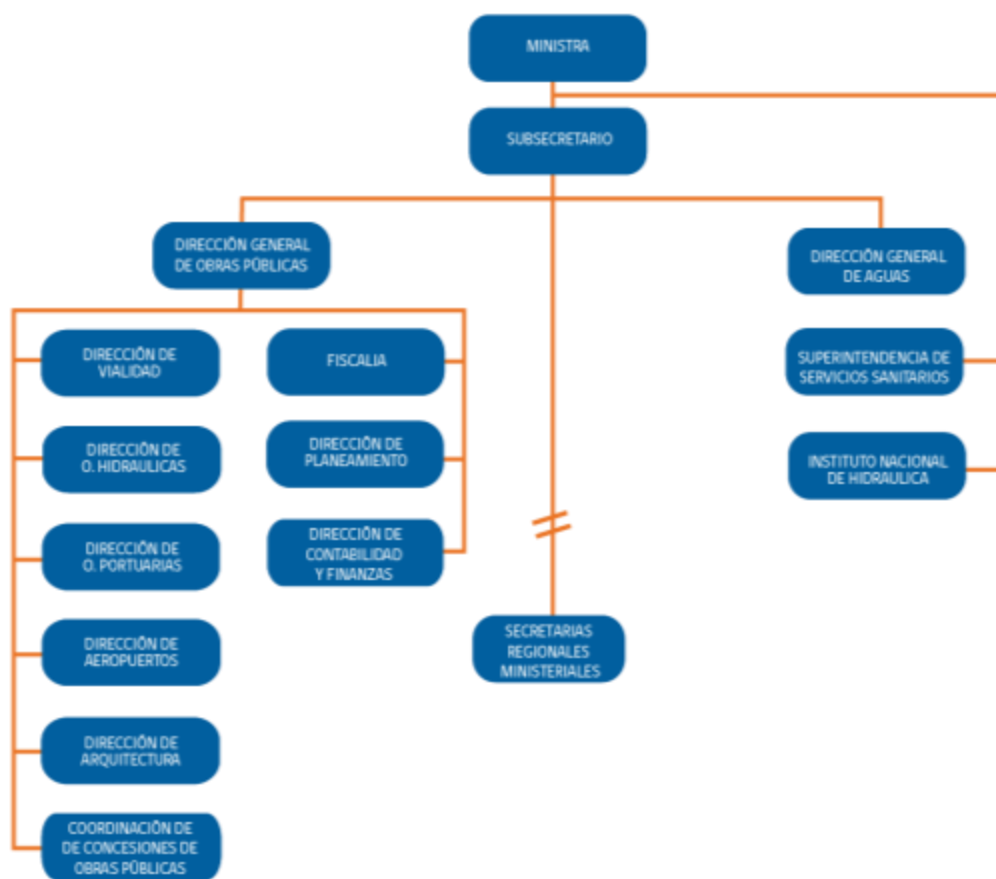 MINISTRA
SUBSECRETARIO
DIRECCIÓN GENERAL
DE OBRAS PÚBLICAS
DIRECCIÓN GENERAL
DE AGUAS
DIRECCIÓN DE
VIALIDAD
FISCALIA
SUPERINTENDENCIA DE
SERVICIOS SANITARIOS
DIRECCIÓN DE
O. HIDRAULICAS
DIRECCIÓN DE
PLANEAMIENTO
INSTITUTO NACIONAL
DE HIDRAULICA
DIRECCIÓN DE
O. PORTUARIAS
DIRECCIÓN DE
CONTABILIDAD
Y FINANZAS
DIRECCIÓN DE
AEROPUERTOS
SECRETARIAS
REGIONALES
MINISTERIALES
DIRECCIÓN DE
ARQUITECTURA
COORDINACIÓN DE
DE CONCESIONES DE
OBRAS PÚBLICAS